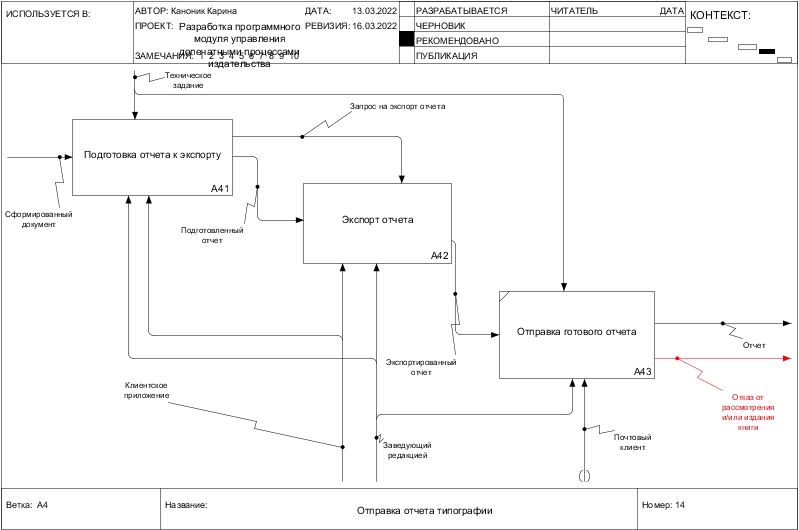 ИСПОЛЬЗУЕТСЯ В:
АВТОР: Каноник Карина
ДАТА: 13.03.2022
ПРОЕКТ: Разработка программного
модуля управления
допечатными процессами
издательства
РЕВИЗИЯ: 16.03.2022
ЗАМЕЧАНИЯ: 1 2 3 4 5 6 7 8 9 10
РАЗРАБАТЫВАЕТСЯ
ЧЕРНОВИК
РЕКОМЕНДОВАНО
ПУБЛИКАЦИЯ
ЧИТАТЕЛЬ
ДАТА
КОНТЕКСТ:
Техническое
задание
Запрос на экспорт отчета
Подготовка отчета к экспорту
A41
Сформированный
документ
Подготовленный
отчет
Экспорт отчета
A42
Отправка готового отчета
A43
Экспортированный
отчет
Отчет
Отказ от
рассмотрения
и/или издания
книги
Клиентское
приложение
Заведующую
редакцией
Почтовый
клиент
Ветка: A4
Название:
Отправка отчета типографии
Номер: 14